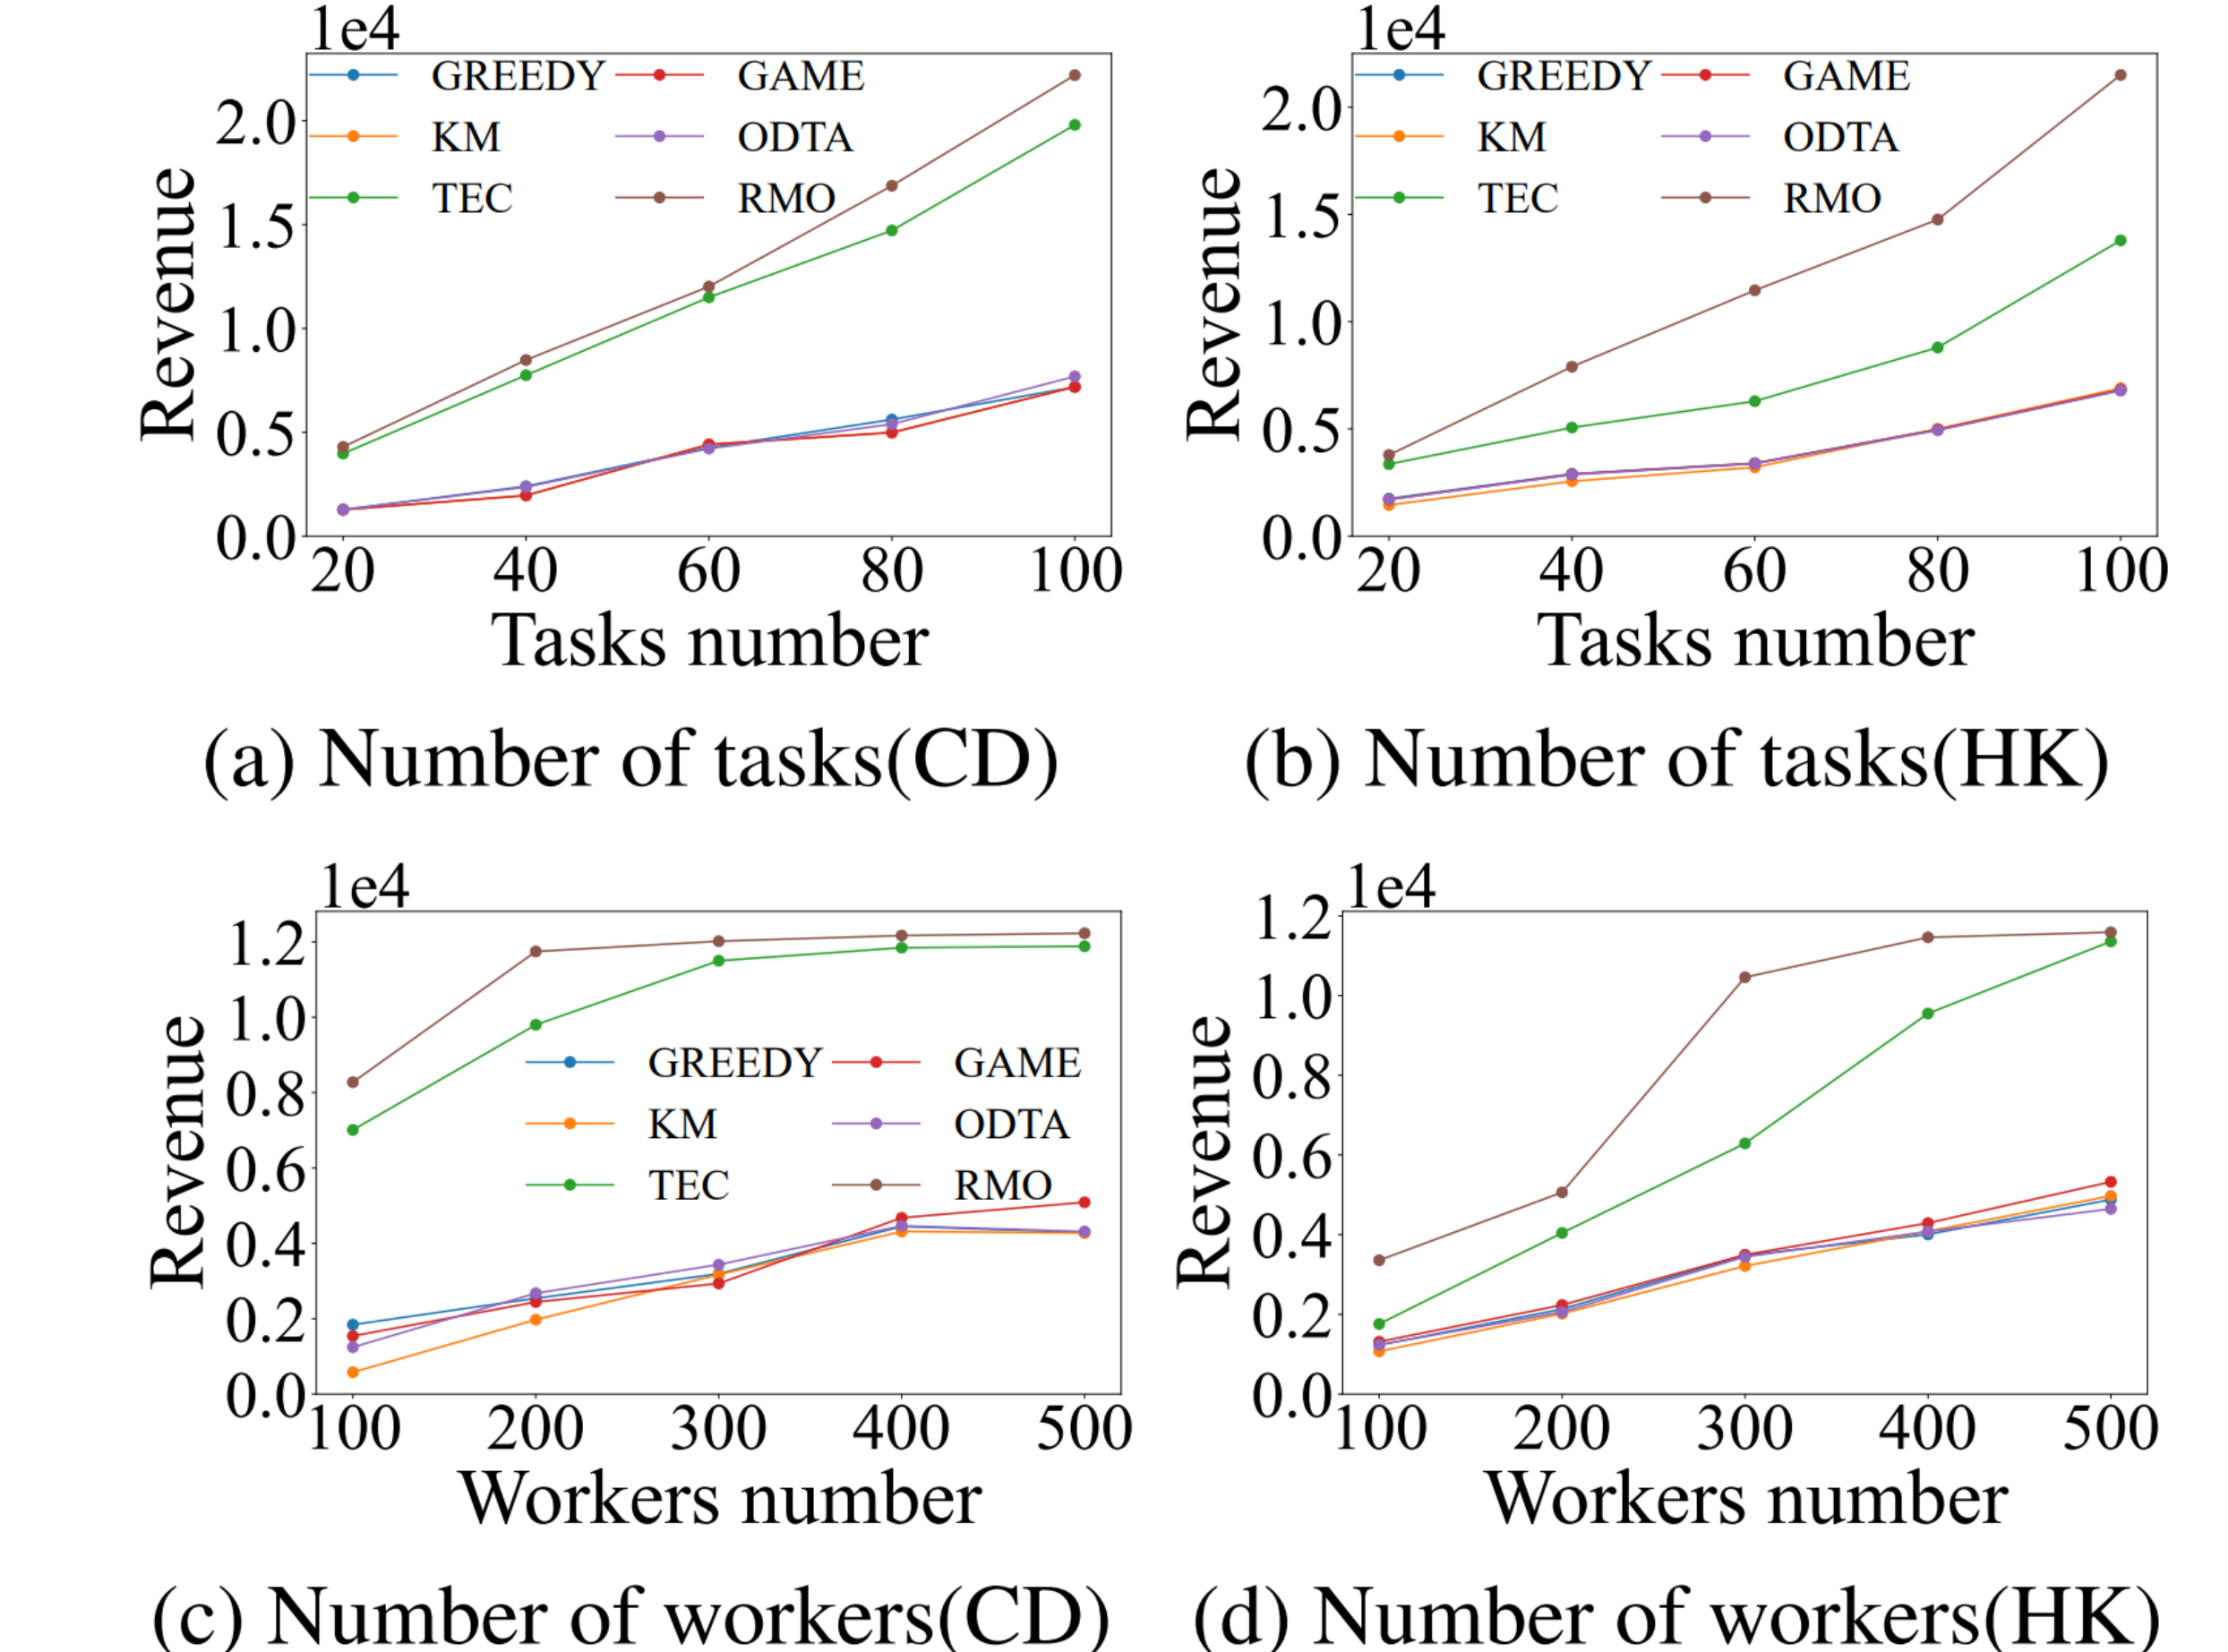 1e4
GREEDY GAME
KM ODTA
TEC RMO
2.0
1.5
1.0
0.5
0.0
Revenue
20 40 60 80 100
Tasks number
(a) Number of tasks(CD)
1e4
GREEDY GAME
KM ODTA
TEC RMO
2.0
1.5
1.0
0.5
0.0
Revenue
20 40 60 80 100
Tasks number
(b) Number of tasks(HK)
1e4
1.2
1.0
0.8
0.6
0.4
0.2
0.0
Revenue
GREEDY GAME
KM ODTA
TEC RMO
100 200 300 400 500
Workers number
(c) Number of workers(CD)
1e4
1.2
1.0
0.8
0.6
0.4
0.2
0.0
Revenue
100 200 300 400 500
Workers number
(d) Number of workers(HK)